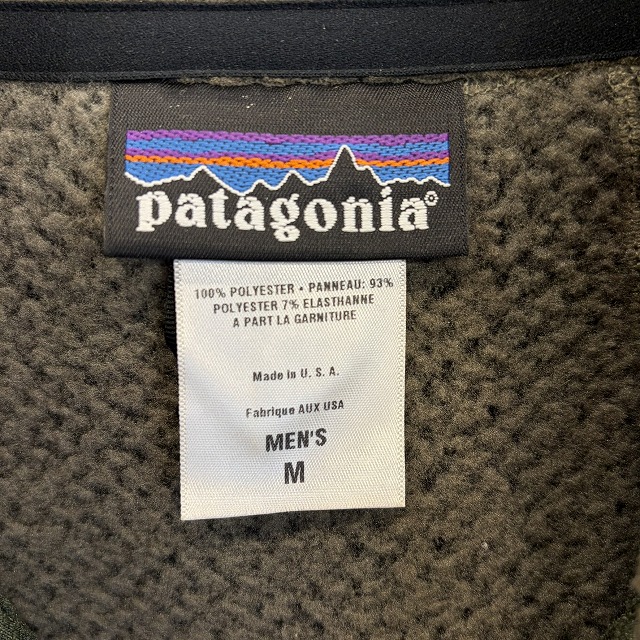 patagonia®
100% POLYESTER • PANNEAU: 93%
POLYESTER 7% ELASTHANNE
A PART LA GARNITURE
Made in U. S. A.
Fabrique AUX USA
MEN'S
M